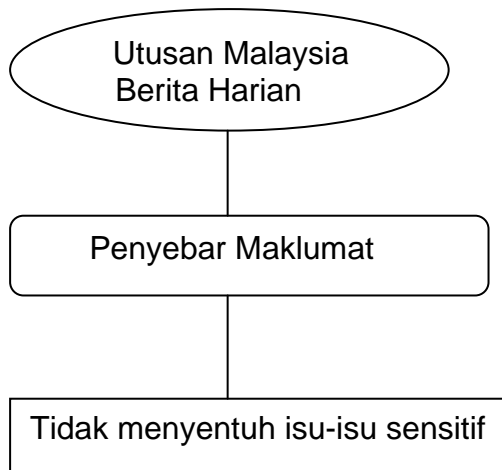 Utusan Malaysia
Berita Harian
Penyebar Maklumat
Tidak menyentuh isu-isu sensitif